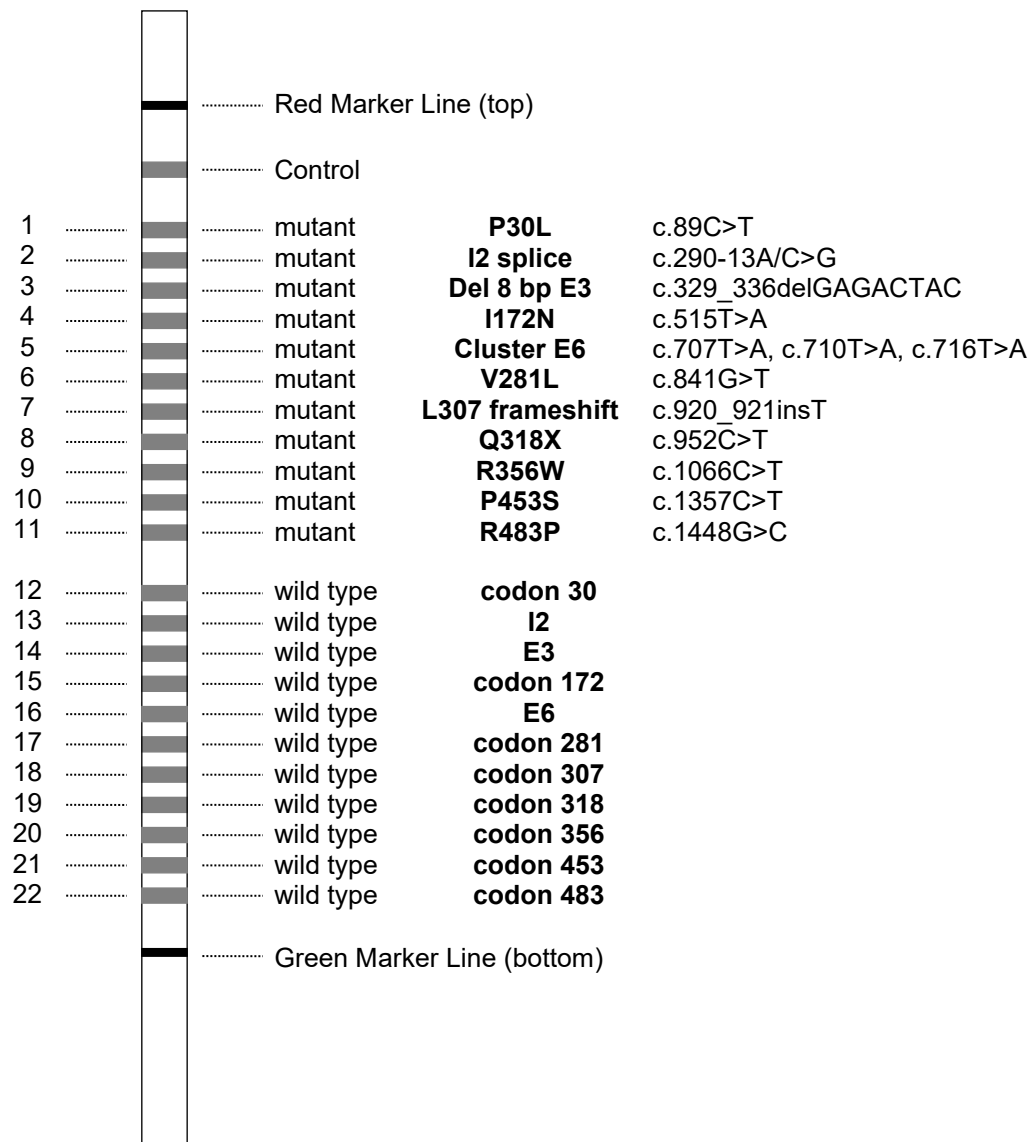 Red Marker Line (top)
Control
1 mutant P30L c.89C>T
2 mutant I2 splice c.290-13A/C>G
3 mutant Del 8 bp E3 c.329_336delGAGACTAC
4 mutant I172N c.515T>A
5 mutant Cluster E6 c.707T>A, c.710T>A, c.716T>A
6 mutant V281L c.841G>T
7 mutant L307 frameshift c.920_921insT
8 mutant Q318X c.952C>T
9 mutant R356W c.1066C>T
10 mutant P453S c.1357C>T
11 mutant R483P c.1448G>C
12 wild type codon 30
13 wild type I2
14 wild type E3
15 wild type codon 172
16 wild type E6
17 wild type codon 281
18 wild type codon 307
19 wild type codon 318
20 wild type codon 356
21 wild type codon 453
22 wild type codon 483
Green Marker Line (bottom)